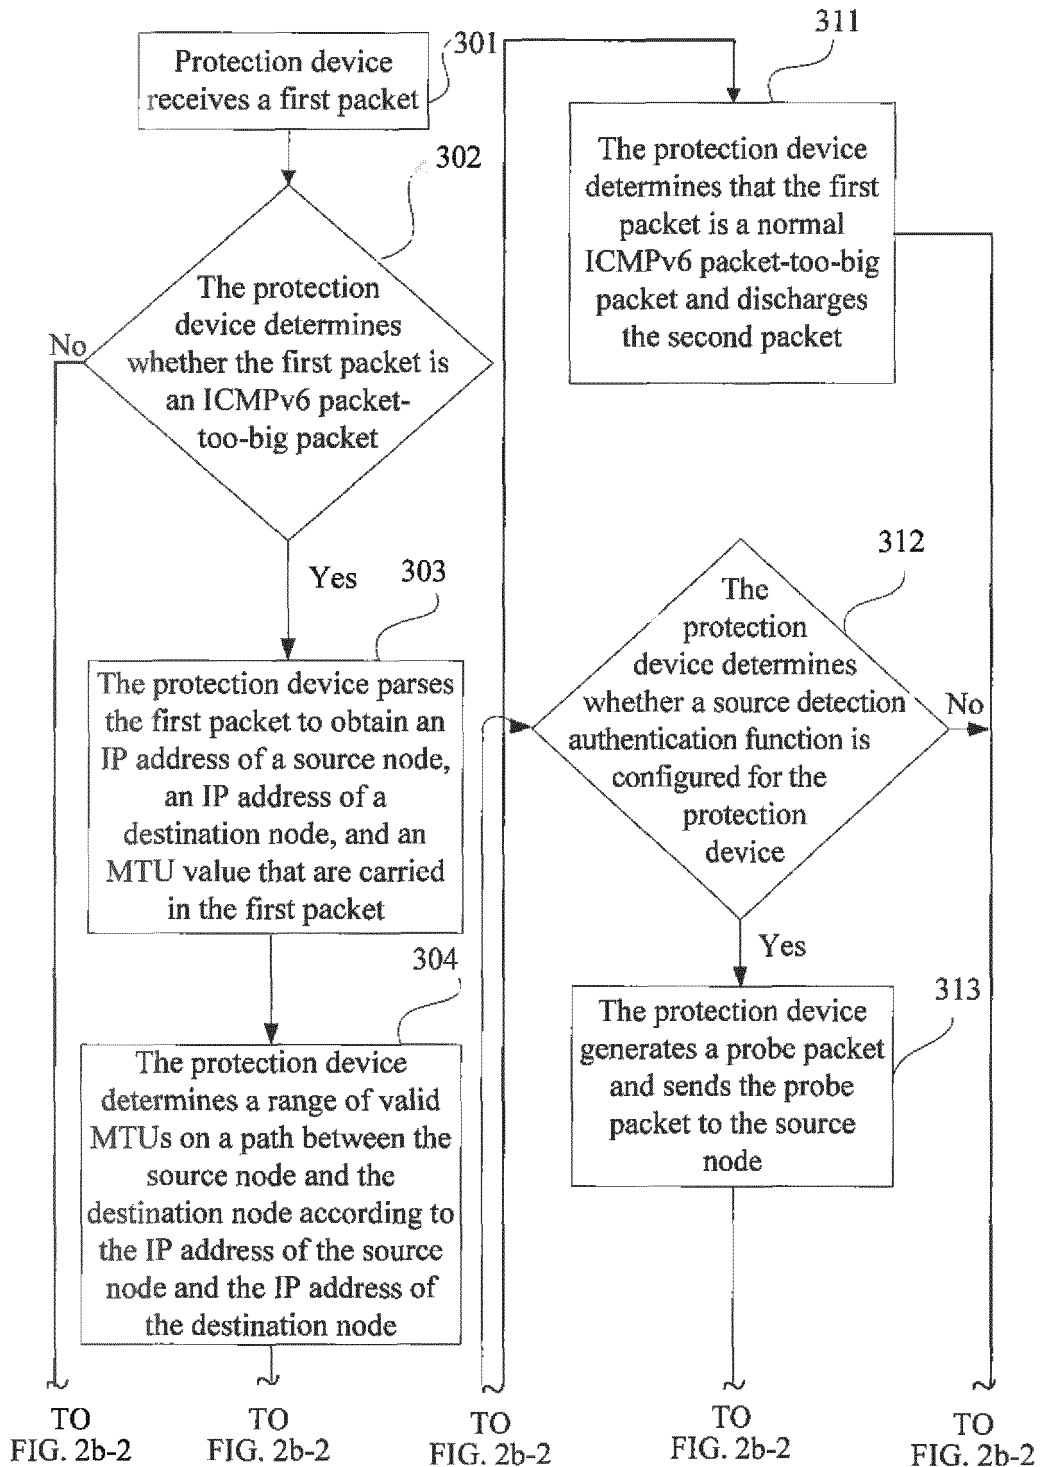 301
Protection device
receives a first packet
302
The protection
device determines
whether the first packet is
an ICMPv6 packet-
too-big packet
No
Yes
303
The protection device parses
the first packet to obtain an
IP address of a source node,
an IP address of a
destination node, and an
MTU value that are carried
in the first packet
304
The protection device
determines a range of valid
MTUs on a path between the
source node and the
destination node according to
the IP address of the source
node and the IP address of
the destination node
311
The protection device
determines that the first
packet is a normal
ICMPv6 packet-too-big
packet and discharges
the second packet
312
The
protection
device determines
whether a source detection
authentication function is
configured for the
protection
device
No
Yes
313
The protection device
generates a probe packet
and sends the probe
packet to the source
node
TO
FIG. 2b-2
TO
FIG. 2b-2
TO
FIG. 2b-2
TO
FIG. 2b-2
TO
FIG. 2b-2